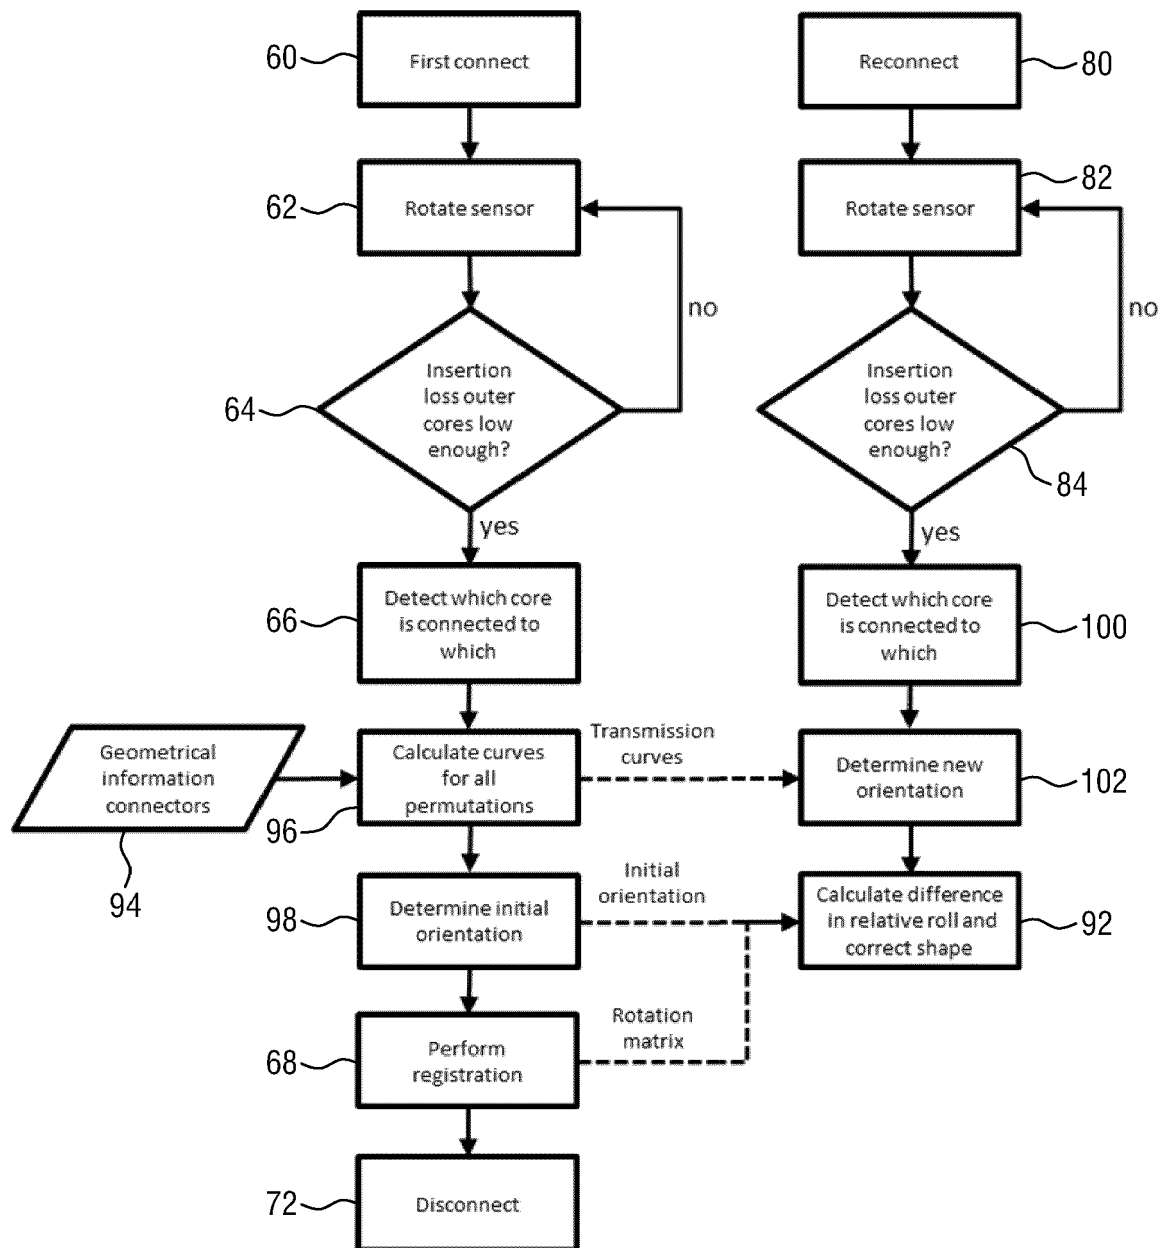 60
First connect
Reconnect
80
62
Rotate sensor
82
Rotate sensor
no
no
64
Insertion
loss outer
cores low
enough?
Insertion
loss outer
cores low
enough?
84
yes
yes
66
Detect which core
is connected to
which
Detect which core
is connected to
which
100
Geometrical
information
connectors
94
Calculate curves
for all
permutations
96
Transmission
curves
Determine new
orientation
102
98
Determine initial
orientation
Initial
orientation
Calculate difference
in relative roll and
correct shape
92
68
Perform
registration
Rotation
matrix
72
Disconnect